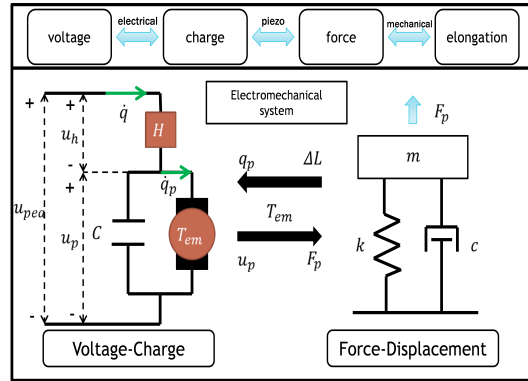 voltage
electrical
charge
piezo
force
mechanical
elongation
Electromechanical
system
+
+
-
-
+
-
-
q̇
u_h
H
q̇_p
u_pea
u_p
C
T_em
q_p
ΔL
T_em
u_p
F_p
F_p
m
k
c
Voltage-Charge
Force-Displacement